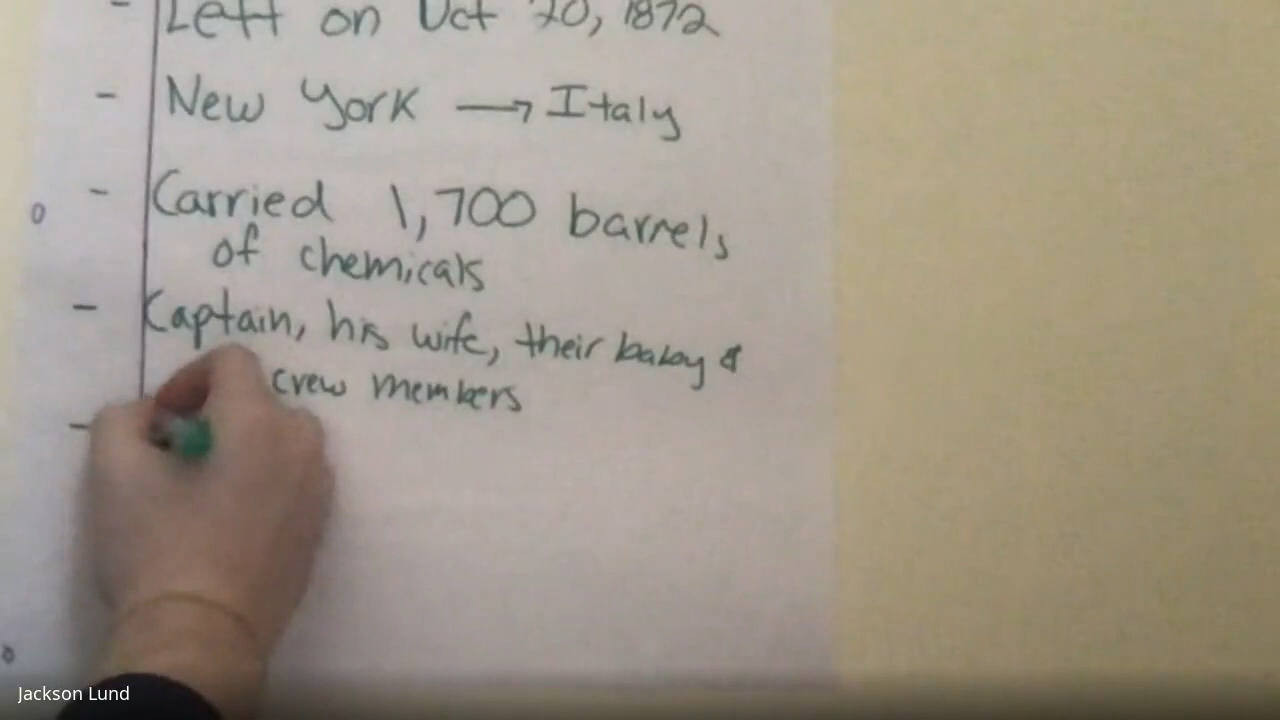 - Left on Oct 20, 1872
- New York → Italy
- Carried 1,700 barrels
of chemicals
- Captain, his wife, their baby &
crew members
-
Jackson Lund